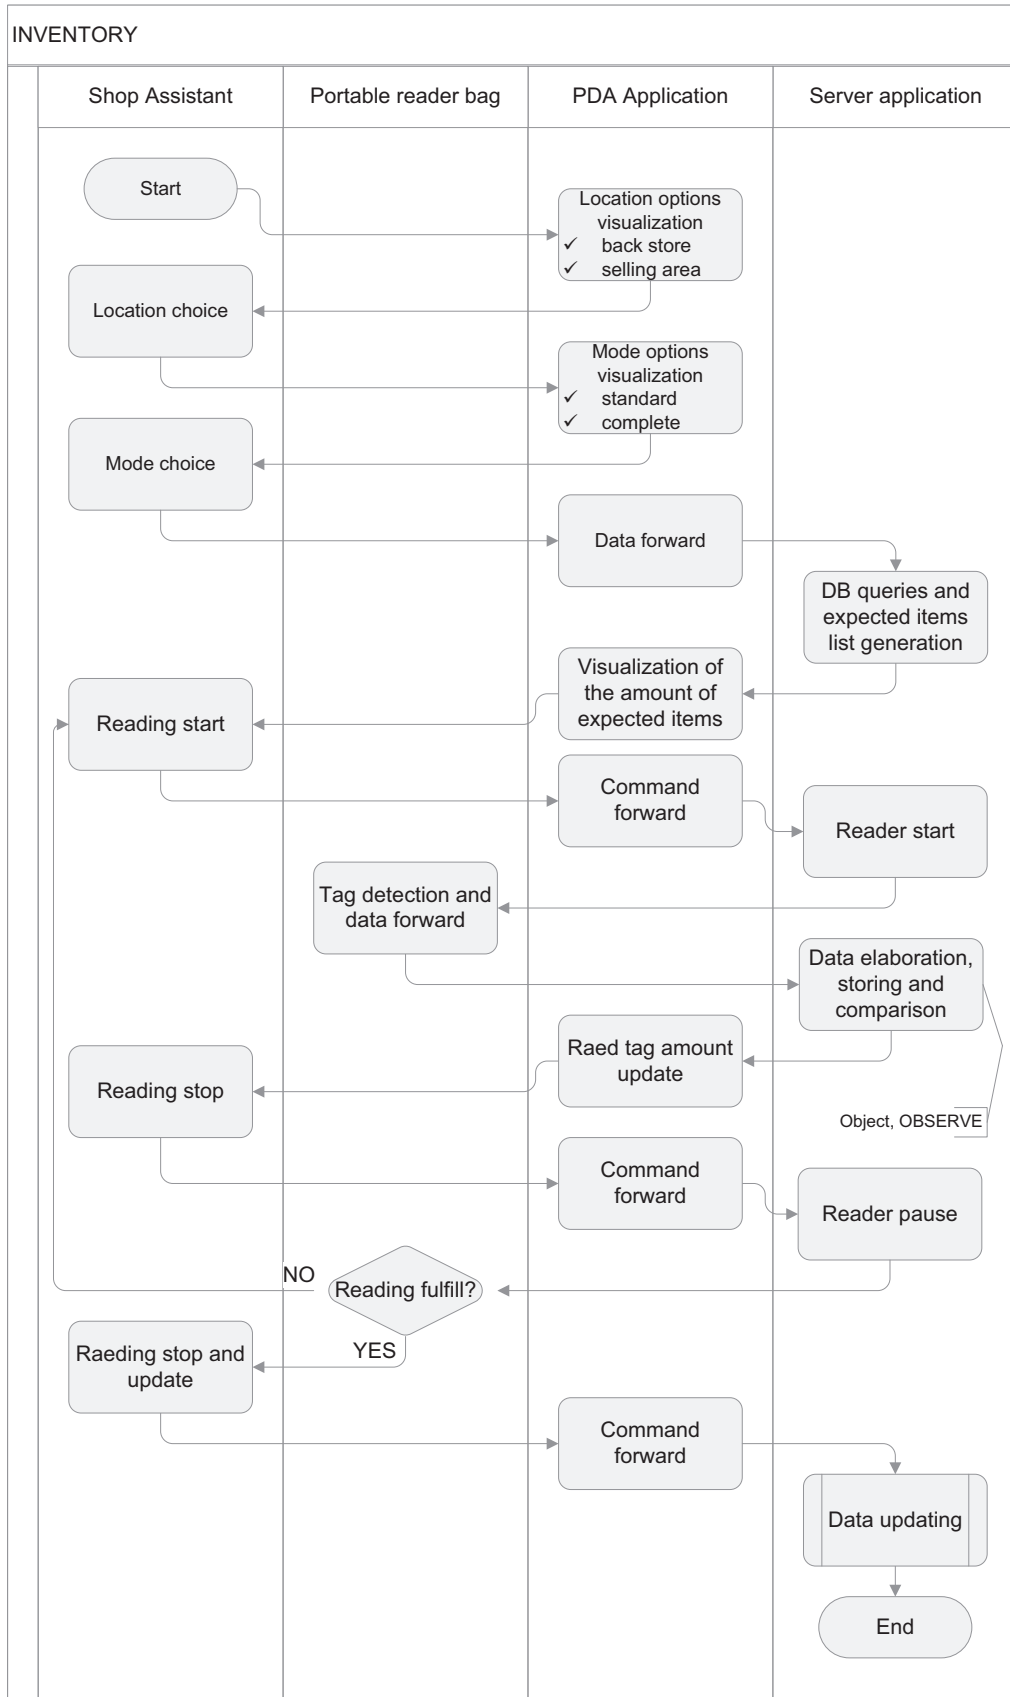 INVENTORY
Shop Assistant
Portable reader bag
PDA Application
Server application
Start
Location options
visualization
✓ back store
✓ selling area
Location choice
Mode options
visualization
✓ standard
✓ complete
Mode choice
Data forward
DB queries and
expected items
list generation
Visualization of
the amount of
expected items
Reading start
Command
forward
Reader start
Tag detection and
data forward
Data elaboration,
storing and
comparison
Raed tag amount
update
Reading stop
Object, OBSERVE
Command
forward
Reader pause
NO
Reading fulfill?
YES
Raeding stop and
update
Command
forward
Data updating
End